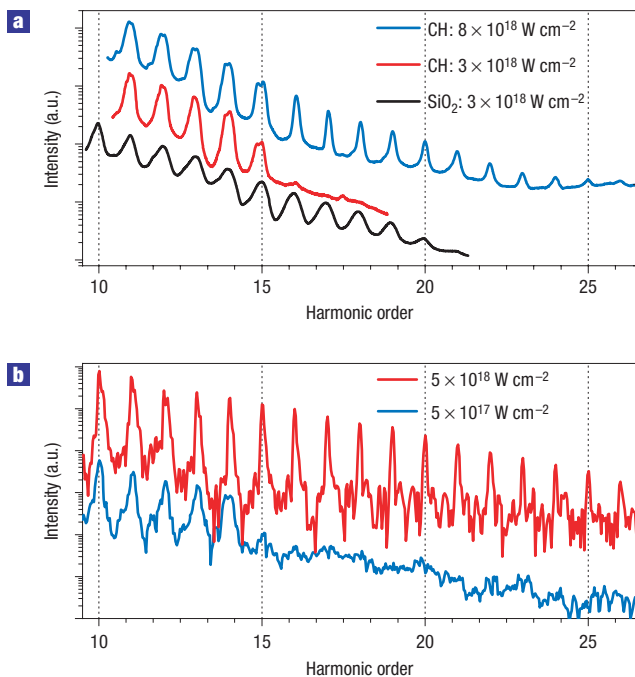 a
CH: 8 × 10¹⁸ W cm⁻²
CH: 3 × 10¹⁸ W cm⁻²
SiO₂: 3 × 10¹⁸ W cm⁻²
Intensity (a.u.)
10 15 20 25
Harmonic order
b
5 × 10¹⁸ W cm⁻²
5 × 10¹⁷ W cm⁻²
Intensity (a.u.)
10 15 20 25
Harmonic order